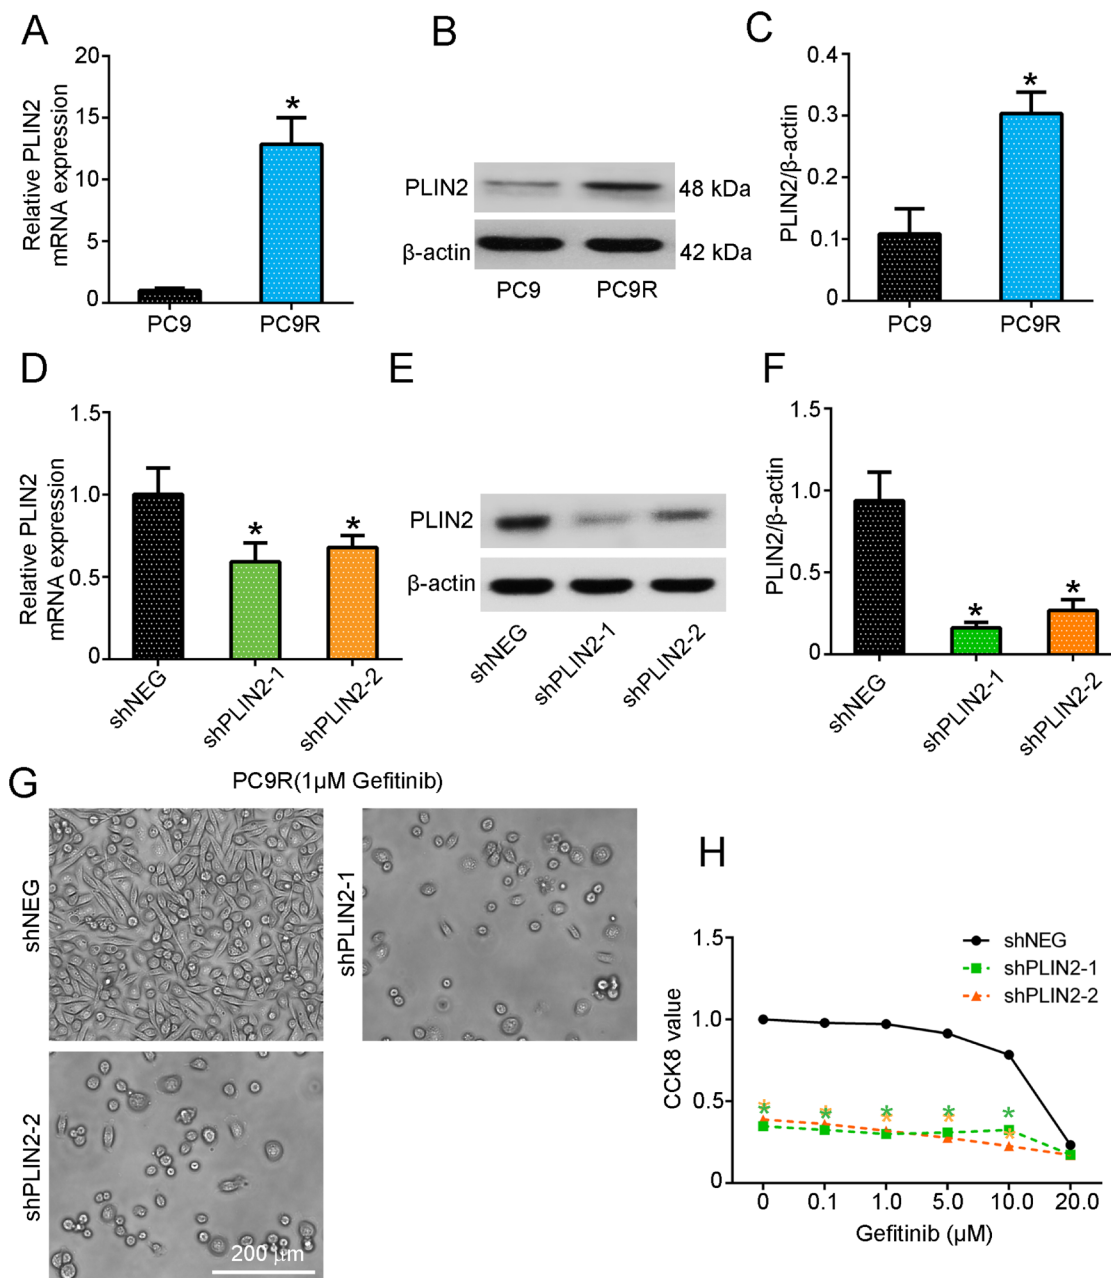 A
Relative PLIN2
mRNA expression
20
15
10
5
0
*
PC9
PC9R
B
PLIN2
48 kDa
β-actin
42 kDa
PC9
PC9R
C
PLIN2/β-actin
0.4
0.3
0.2
0.1
0
*
PC9
PC9R
D
Relative PLIN2
mRNA expression
1.5
1.0
0.5
0
*
*
shNEG
shPLIN2-1
shPLIN2-2
E
PLIN2
β-actin
shNEG
shPLIN2-1
shPLIN2-2
F
PLIN2/β-actin
1.5
1.0
0.5
0
*
*
shNEG
shPLIN2-1
shPLIN2-2
G
PC9R(1μM Gefitinib)
shNEG
shPLIN2-1
shPLIN2-2
200 μm
H
CCK8 value
1.5
1.0
0.5
0
shNEG
shPLIN2-1
shPLIN2-2
* * * * *
* * * * *
0 0.1 1.0 5.0 10.0 20.0
Gefitinib (μM)